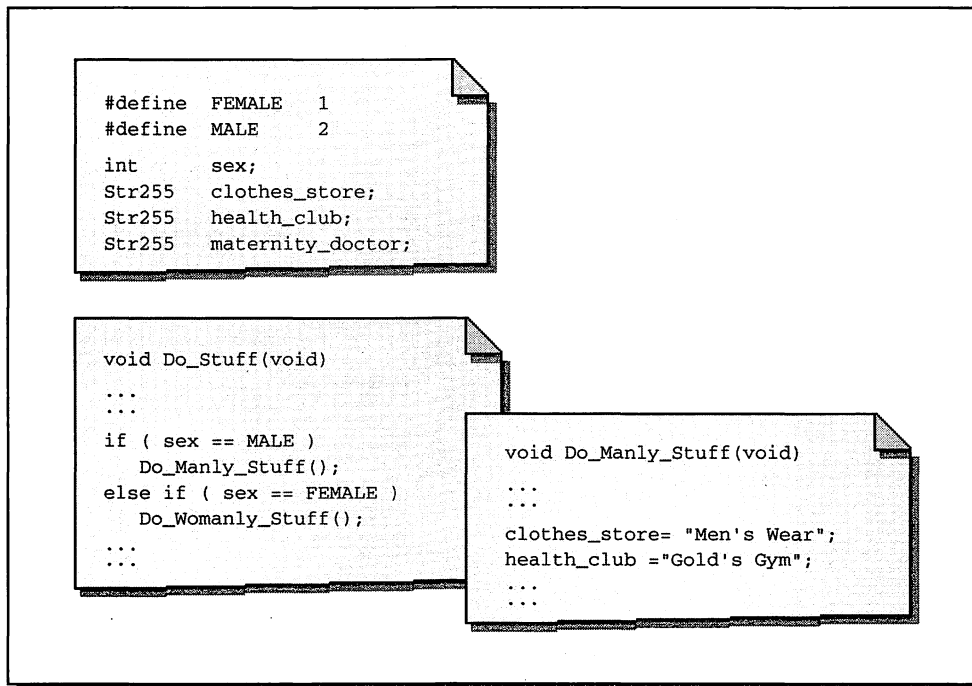 #define FEMALE 1
#define MALE 2
int sex;
Str255 clothes_store;
Str255 health_club;
Str255 maternity_doctor;
void Do_Stuff(void)
...
...
if ( sex == MALE )
Do_Manly_Stuff();
else if ( sex == FEMALE )
Do_Womanly_Stuff();
...
...
void Do_Manly_Stuff(void)
...
...
clothes_store= "Men's Wear";
health_club ="Gold's Gym";
...
...